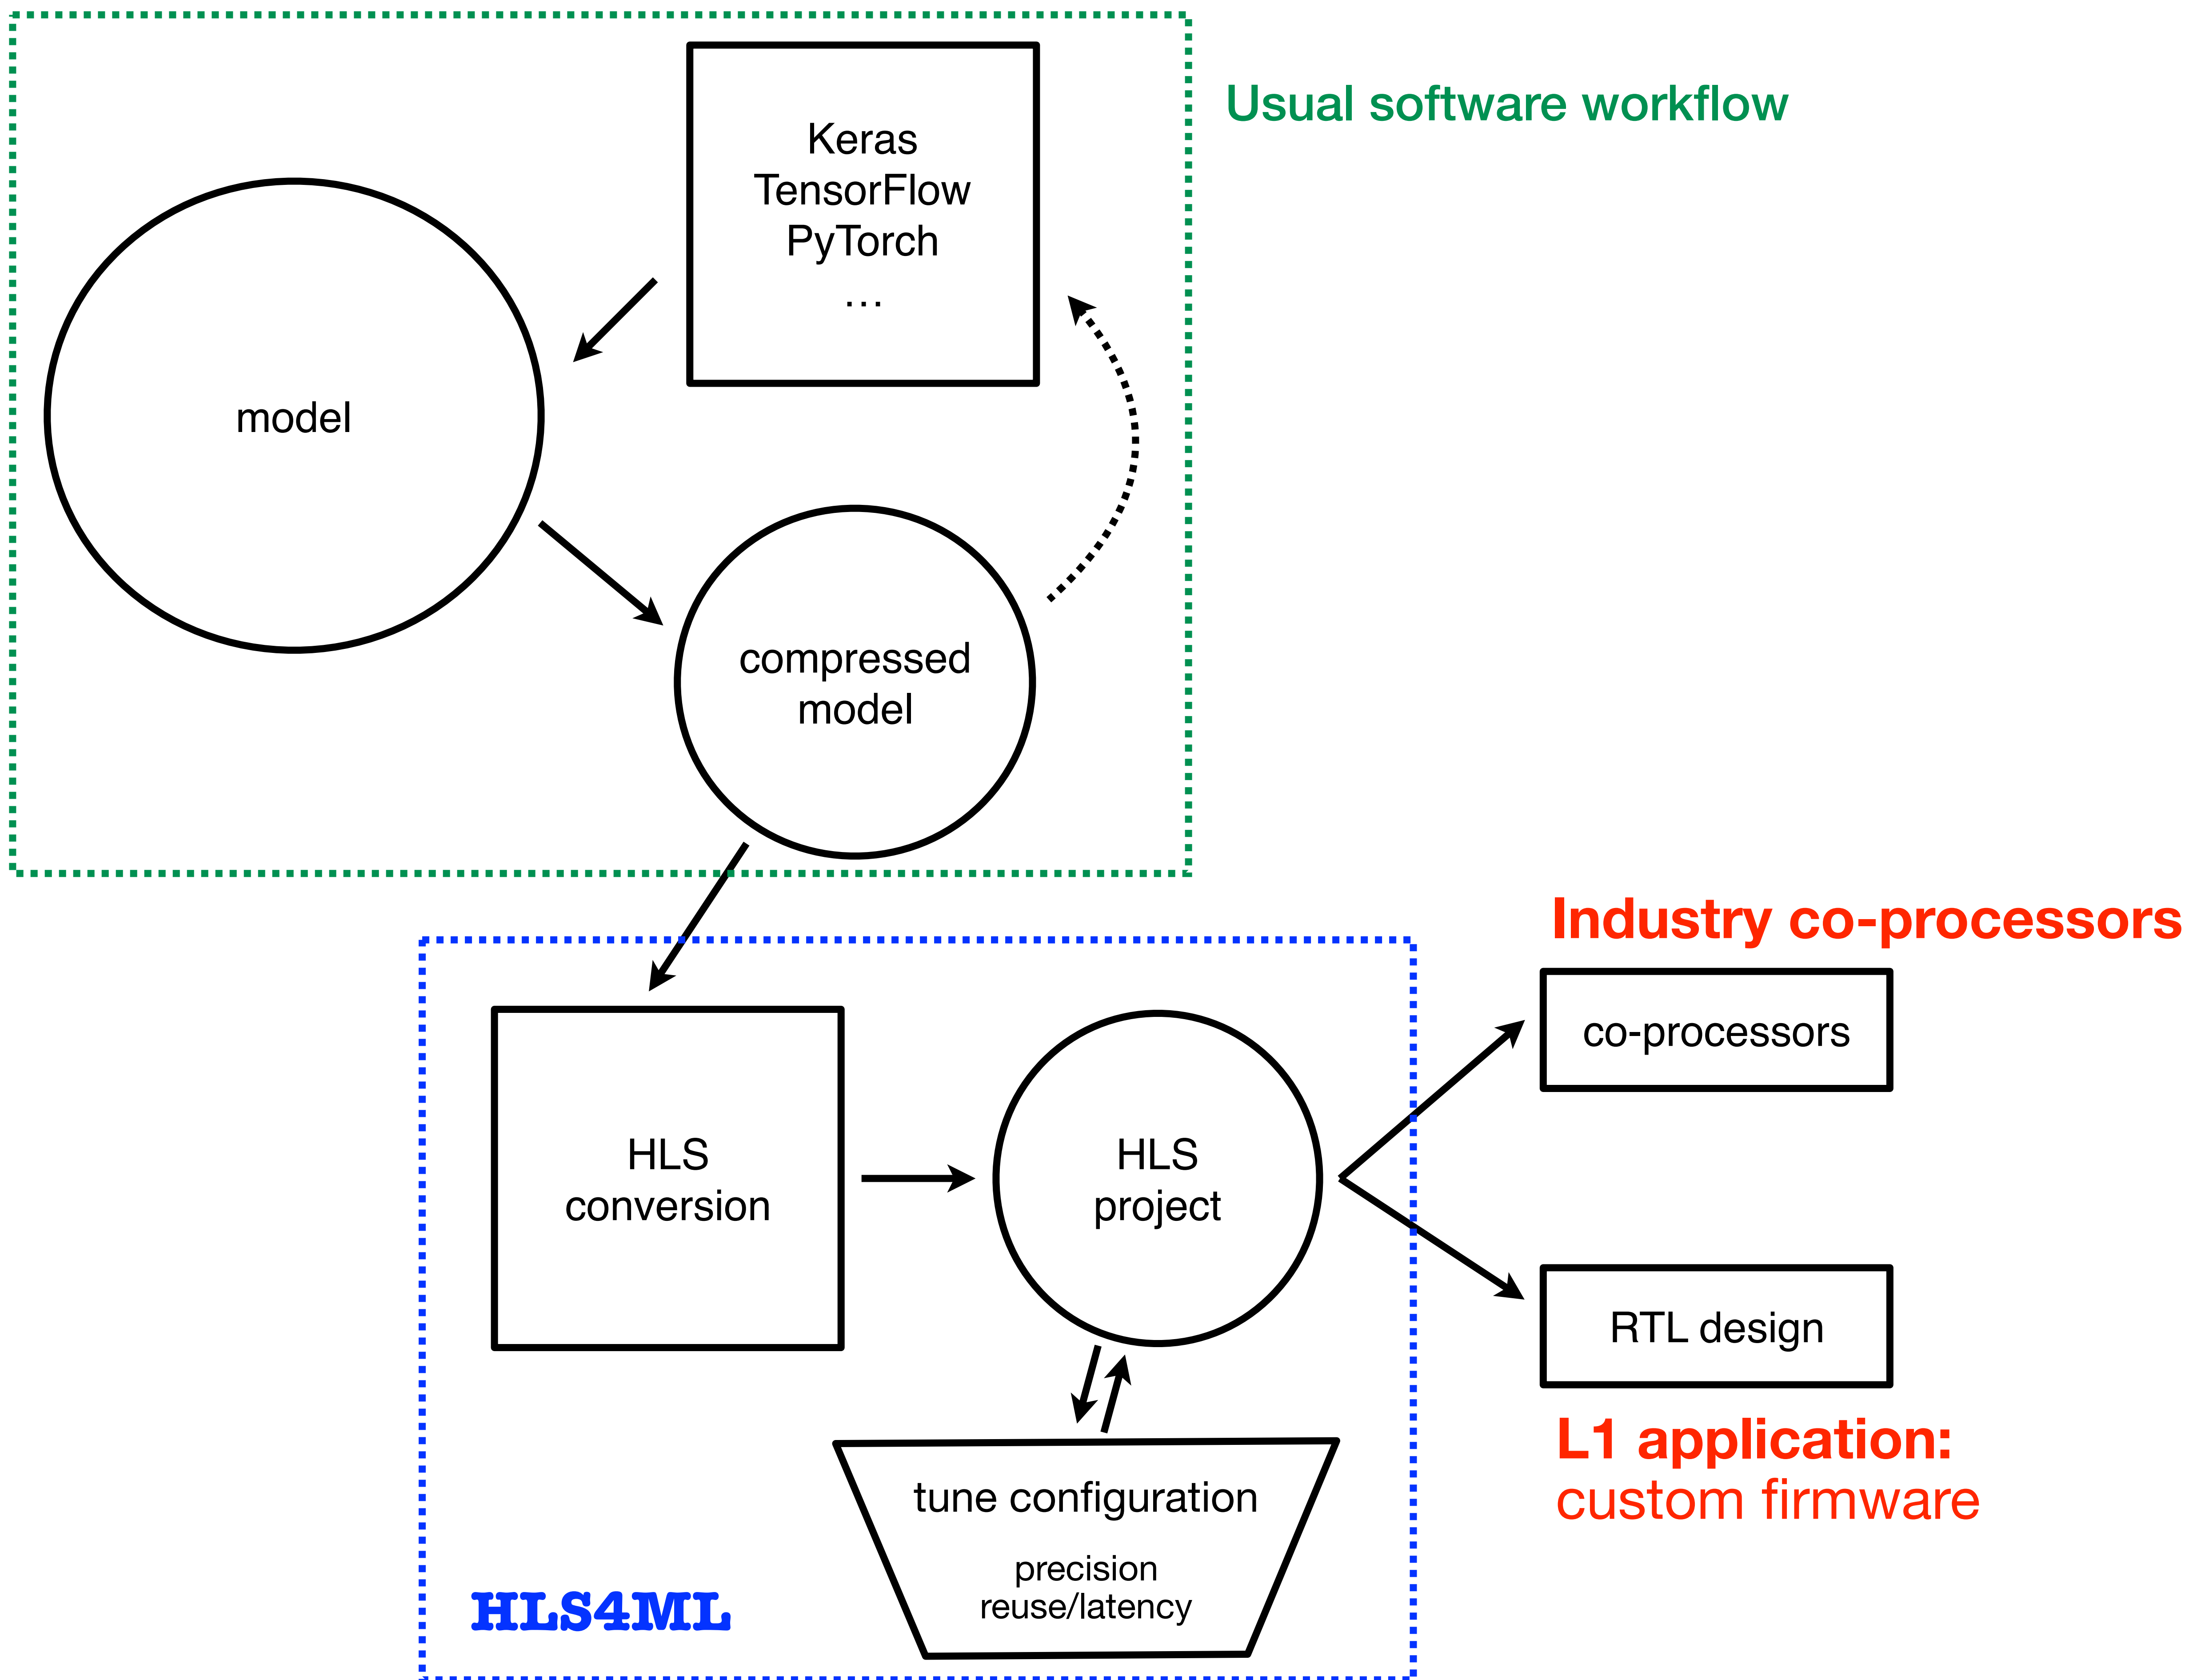 Usual software workflow
Keras
TensorFlow
PyTorch
...
model
compressed
model
Industry co-processors
co-processors
HLS
conversion
HLS
project
RTL design
L1 application:
custom firmware
tune configuration
precision
reuse/latency
HLS4ML